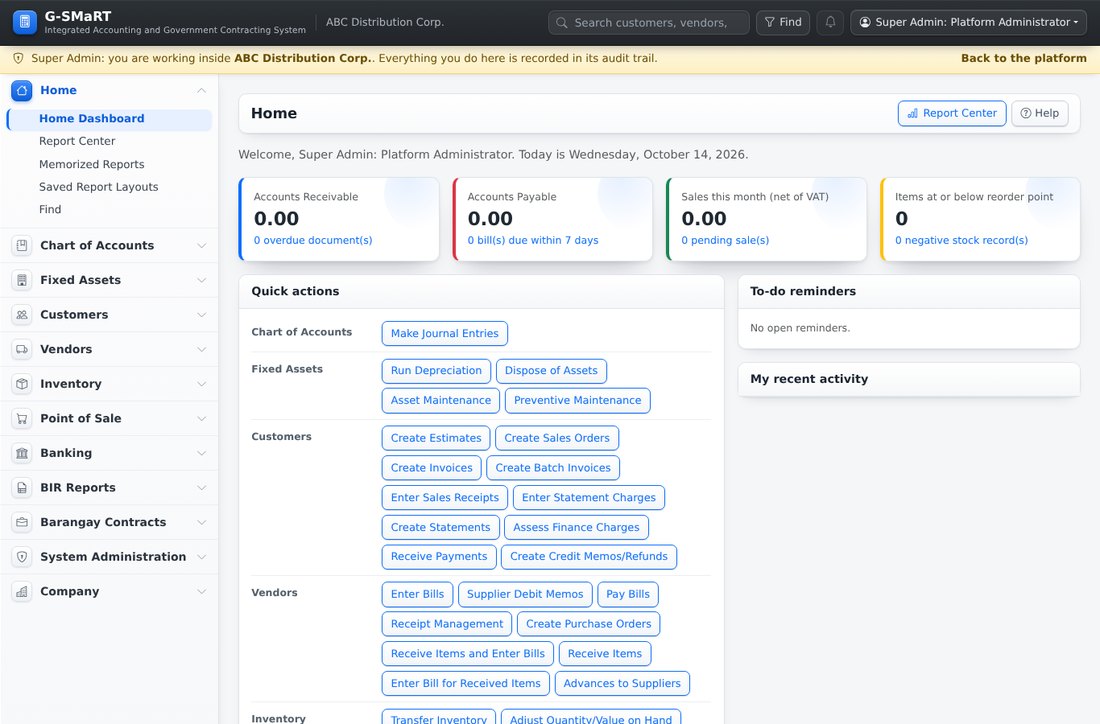 G-SMaRT
Integrated Accounting and Government Contracting System
ABC Distribution Corp.
Search customers, vendors,
Find
Super Admin: Platform Administrator
Super Admin: you are working inside ABC Distribution Corp.. Everything you do here is recorded in its audit trail.
Back to the platform
Home
Home Dashboard
Report Center
Memorized Reports
Saved Report Layouts
Find
Chart of Accounts
Fixed Assets
Customers
Vendors
Inventory
Point of Sale
Banking
BIR Reports
Barangay Contracts
System Administration
Company
Home
Report Center
Help
Welcome, Super Admin: Platform Administrator. Today is Wednesday, October 14, 2026.
Accounts Receivable
0.00
0 overdue document(s)
Accounts Payable
0.00
0 bill(s) due within 7 days
Sales this month (net of VAT)
0.00
0 pending sale(s)
Items at or below reorder point
0
0 negative stock record(s)
Quick actions
Chart of Accounts
Make Journal Entries
Fixed Assets
Run Depreciation
Dispose of Assets
Asset Maintenance
Preventive Maintenance
Customers
Create Estimates
Create Sales Orders
Create Invoices
Create Batch Invoices
Enter Sales Receipts
Enter Statement Charges
Create Statements
Assess Finance Charges
Receive Payments
Create Credit Memos/Refunds
Vendors
Enter Bills
Supplier Debit Memos
Pay Bills
Receipt Management
Create Purchase Orders
Receive Items and Enter Bills
Receive Items
Enter Bill for Received Items
Advances to Suppliers
Inventory
Transfer Inventory
Adjust Quantity/Value on Hand
To-do reminders
No open reminders.
My recent activity